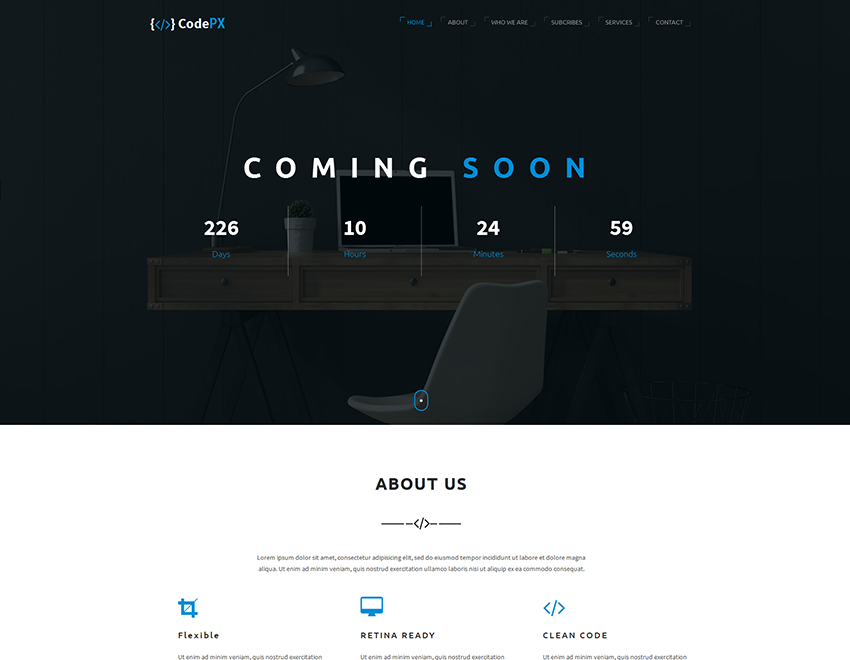 {</>} CodePX
HOME ABOUT WHO WE ARE SUBCRIBES SERVICES CONTACT
COMING SOON
226 10 24 59
Days Hours Minutes Seconds
ABOUT US
</>
Lorem ipsum dolor sit amet, consectetur adipisicing elit, sed do eiusmod tempor incididunt ut labore et dolore magna
aliqua. Ut enim ad minim veniam, quis nostrud exercitation ullamco laboris nisi ut aliquip ex ea commodo consequat.
Flexible RETINA READY CLEAN CODE
Ut enim ad minim veniam, quis nostrud exercitation Ut enim ad minim veniam, quis nostrud exercitation Ut enim ad minim veniam, quis nostrud exercitation